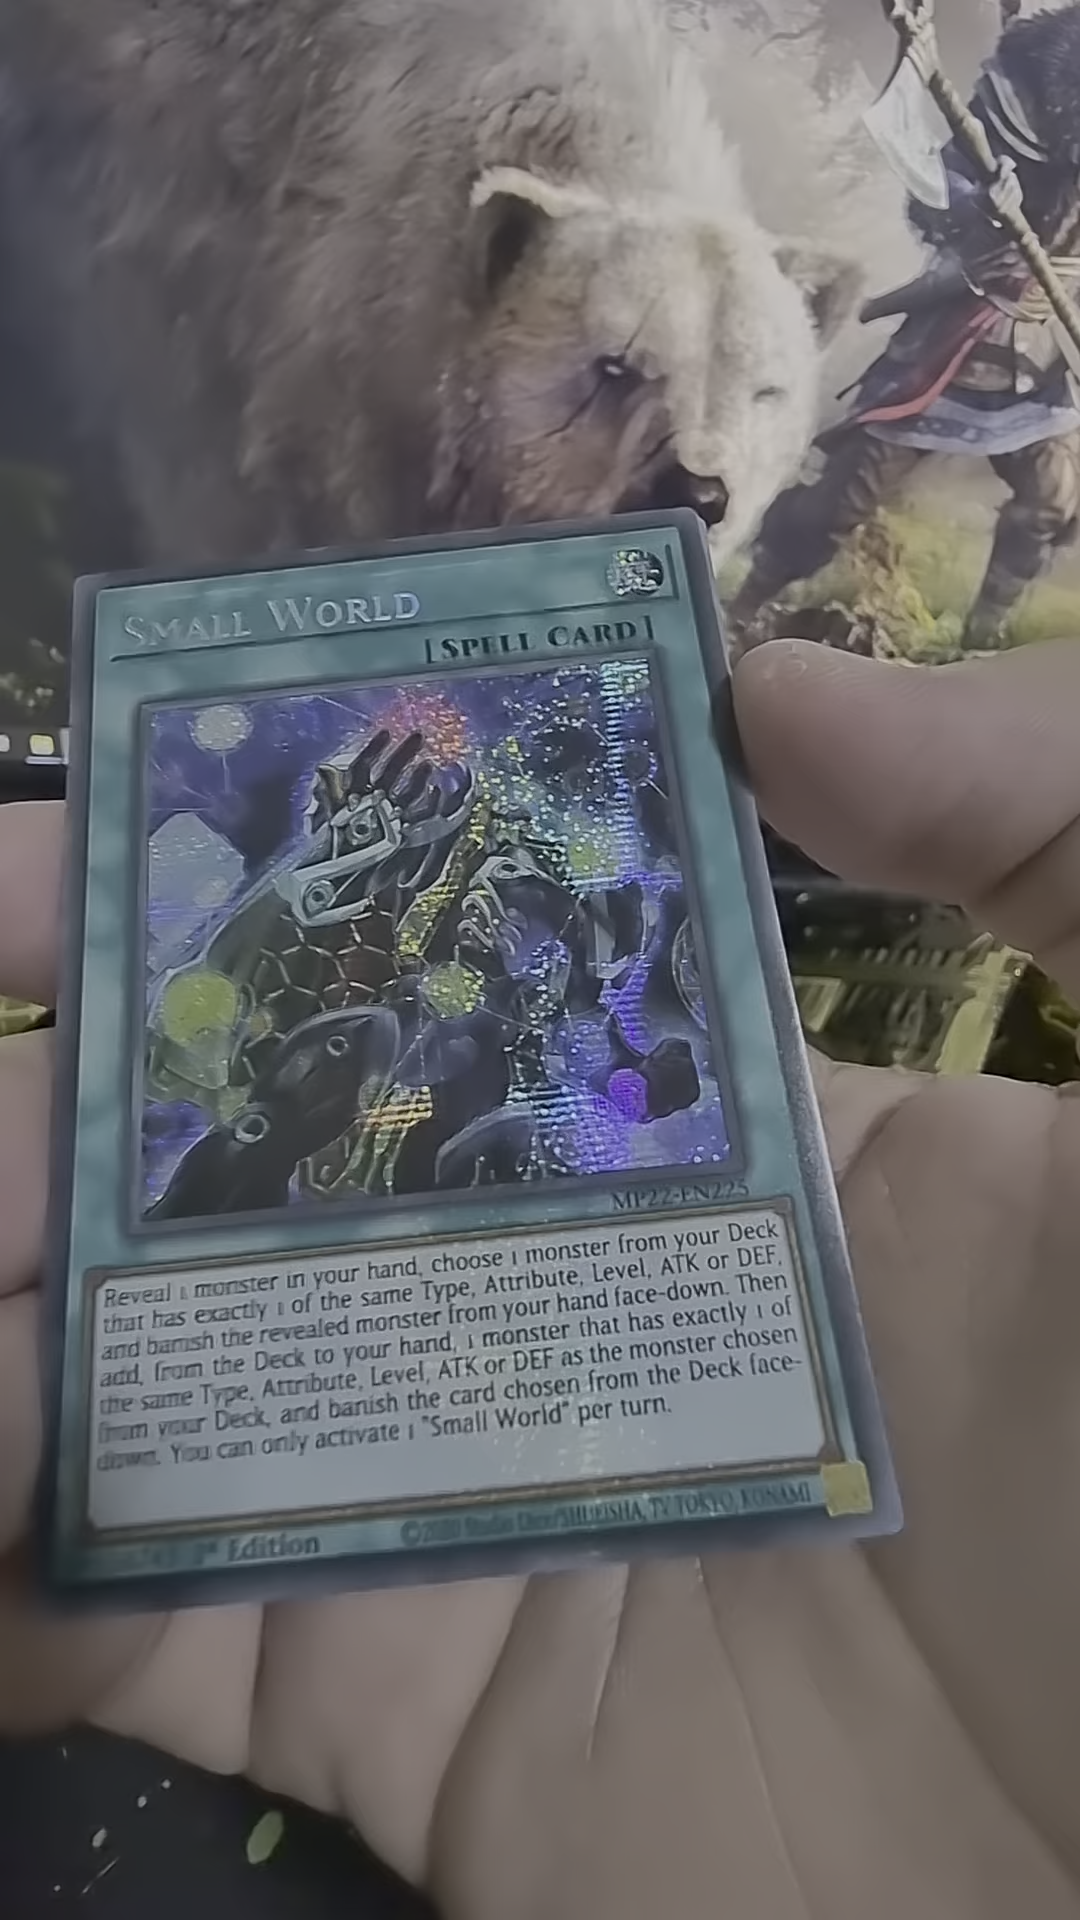 SMALL WORLD
[SPELL CARD]
MP22-EN225
Reveal 1 monster in your hand, choose 1 monster from your Deck
that has exactly 1 of the same Type, Attribute, Level, ATK or DEF,
and banish the revealed monster from your hand face-down. Then
add, from the Deck to your hand, 1 monster that has exactly 1 of
the same Type, Attribute, Level, ATK or DEF as the monster chosen
from your Deck, and banish the card chosen from the Deck face-
down. You can only activate 1 "Small World" per turn.
Edition
SHUEISHA, TV TOKYO, KONAMI